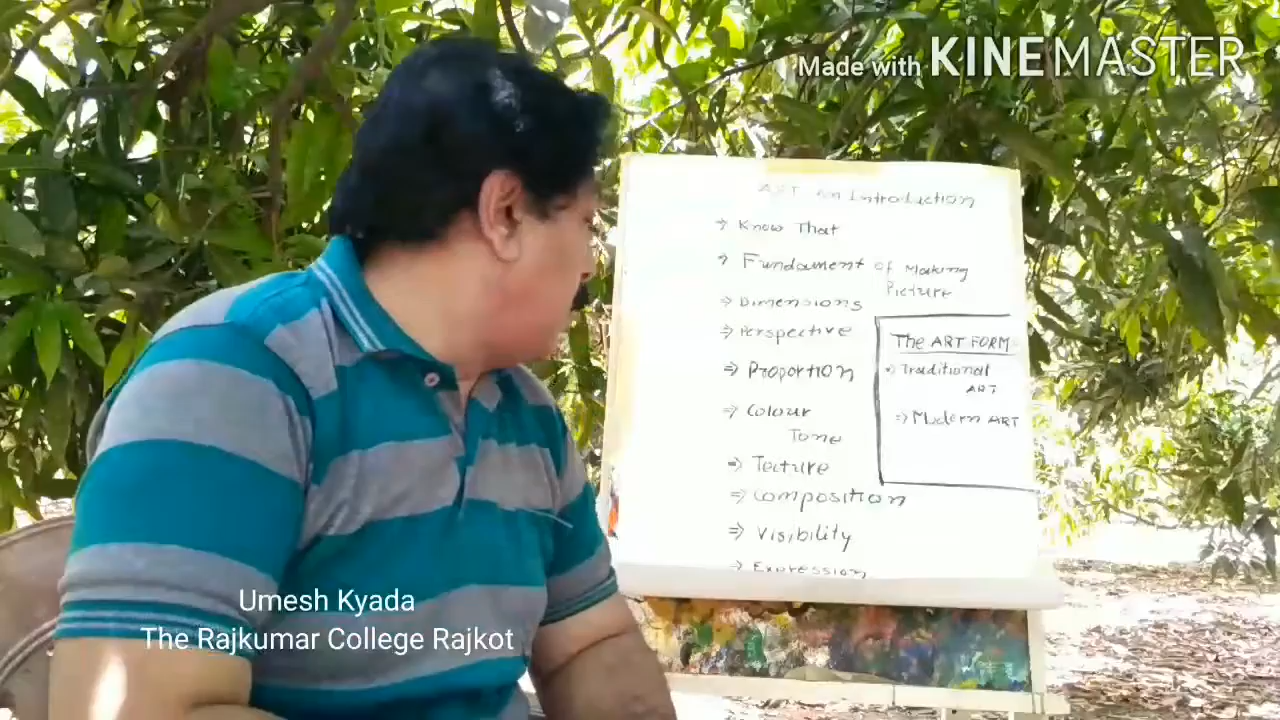 Made with KINEMASTER
ART An Introduction
⇒ Know That
⇒ Fundament of Making
Picture
⇒ Dimensions
⇒ Perspective
⇒ Proportion
⇒ Colour
Tone
⇒ Tecture
⇒ Composition
⇒ Visibility
⇒ Expression
The ART FORM
⇒ Traditional
ART
⇒ Modern ART
Umesh Kyada
The Rajkumar College Rajkot